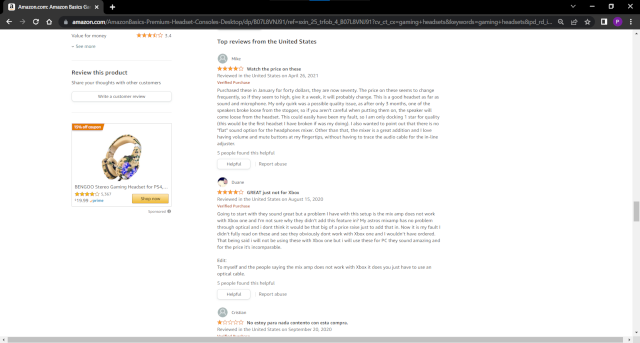 Amazon.com: Amazon Basics Ga
amazon.com/AmazonBasics-Premium-Headset-Consoles-Desktop/dp/B07L8VNJ91/ref=sxin_25_trfob_4_B07L8VNJ91?cv_ct_cx=gaming+headsets&keywords=gaming+headsets&pd_rd_i...
Value for money 3.4
See more
Review this product
Share your thoughts with other customers
Write a customer review
15% off coupon
BENGOO Stereo Gaming Headset for PS4...
prime
Shop now
Sponsored
Top reviews from the United States
Mike
Watch the price on these
Reviewed in the United States on April 26, 2021
Verified Purchase
Purchased these in January for forty dollars, they are now seventy. The price on these seems to change
frequently, so if they seem to high, give it a week, it will probably change. This is a good headset as far as
sound and microphone. My only quark was a possible quality issue, as after only 3 months, one of the
speakers broke loose from the stopper, so if you aren't careful when putting them on, the speaker will
come loose from the headset. This could easily have been my fault, so I am only docking 1 star for quality
(this would be the first headset I have broken if was my doing). I also wanted to point out that there is no
"flat" sound option for the headphones mixer. Other than that, the mixer is a great addition and I love
having volume and mute buttons at my fingertips, without having to trace the audio cable for the in-line
adjuster.
5 people found this helpful
Helpful | Report abuse
Duane
GREAT just not for Xbox
Reviewed in the United States on August 15, 2020
Verified Purchase
Going to start with they sound great but a problem I have with this setup is the mix amp does not work
with Xbox one and I'm not sure why they didn't add this feature in? My astros mixamp has no problem
through optical and I dont think it would be that big of a price raise just to add that in. Now it is my fault I
didn't fully read on these and see they obviously dont work with Xbox one and I wouldn't have ordered.
That being said I will not be using these with Xbox one but I will use these for PC they sound amazing and
for the price it's incomparable.
Edit:
To myself and the people saying the mix amp does not work with Xbox it does you just have to use an
optical cable.
5 people found this helpful
Helpful | Report abuse
Cristian
No estoy para nada contento con esta compra.
Reviewed in the United States on September 20, 2020